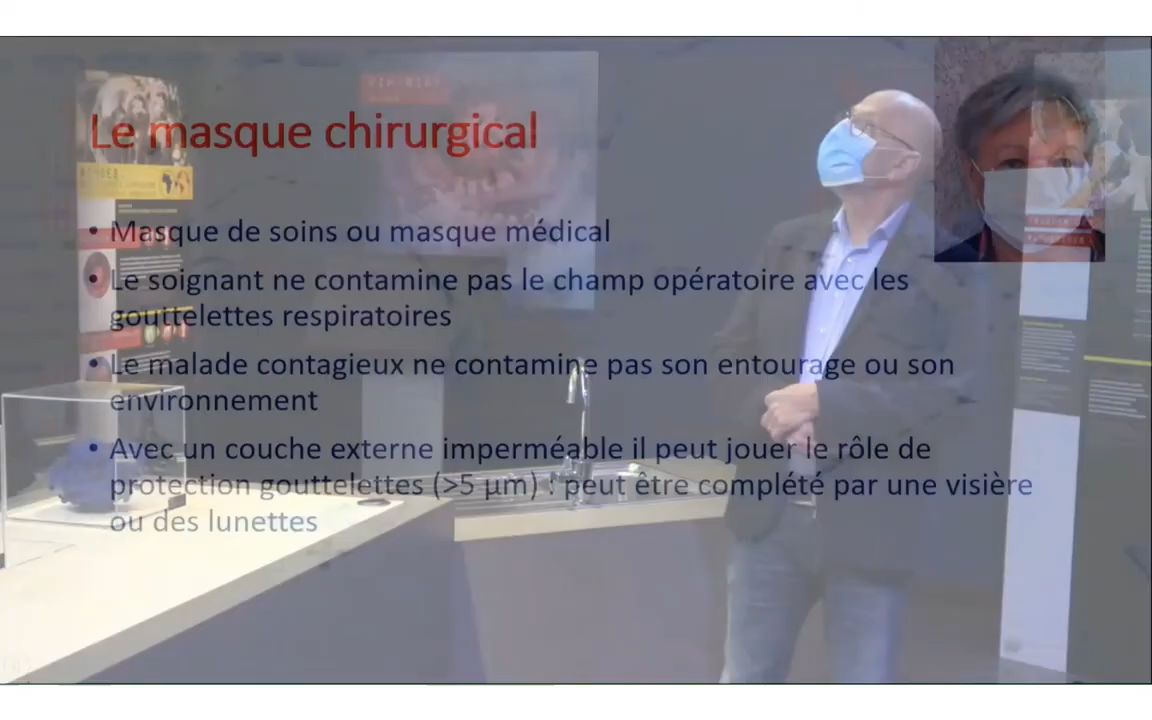 Le masque chirurgical
• Masque de soins ou masque médical
• Le soignant ne contamine pas le champ opératoire avec les
gouttelettes respiratoires
• Le malade contagieux ne contamine pas son entourage ou son
environnement
• Avec un couche externe imperméable il peut jouer le rôle de
protection gouttelettes (>5 µm) : peut être complété par une visière
ou des lunettes